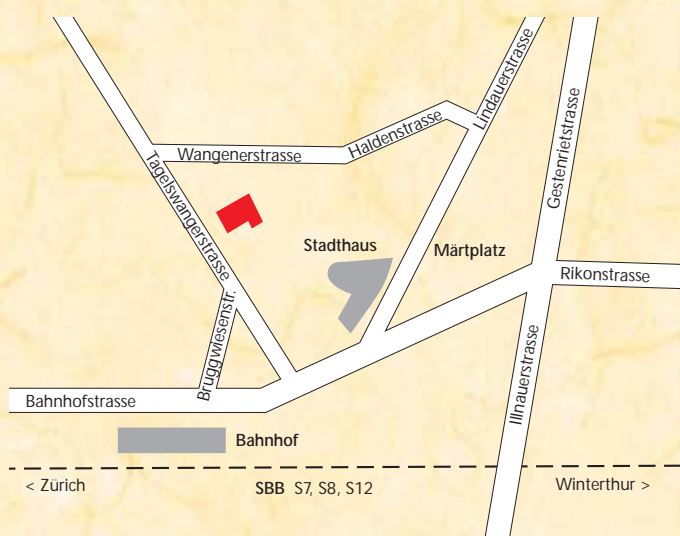 Lindauerstrasse
Haldenstrasse
Wangenerstrasse
Tagelswangerstrasse
Gestenrietstrasse
Stadthaus
Märtplatz
Rikonstrasse
Bruggwiesenstr.
Illnauerstrasse
Bahnhofstrasse
Bahnhof
< Zürich
SBB S7, S8, S12
Winterthur >